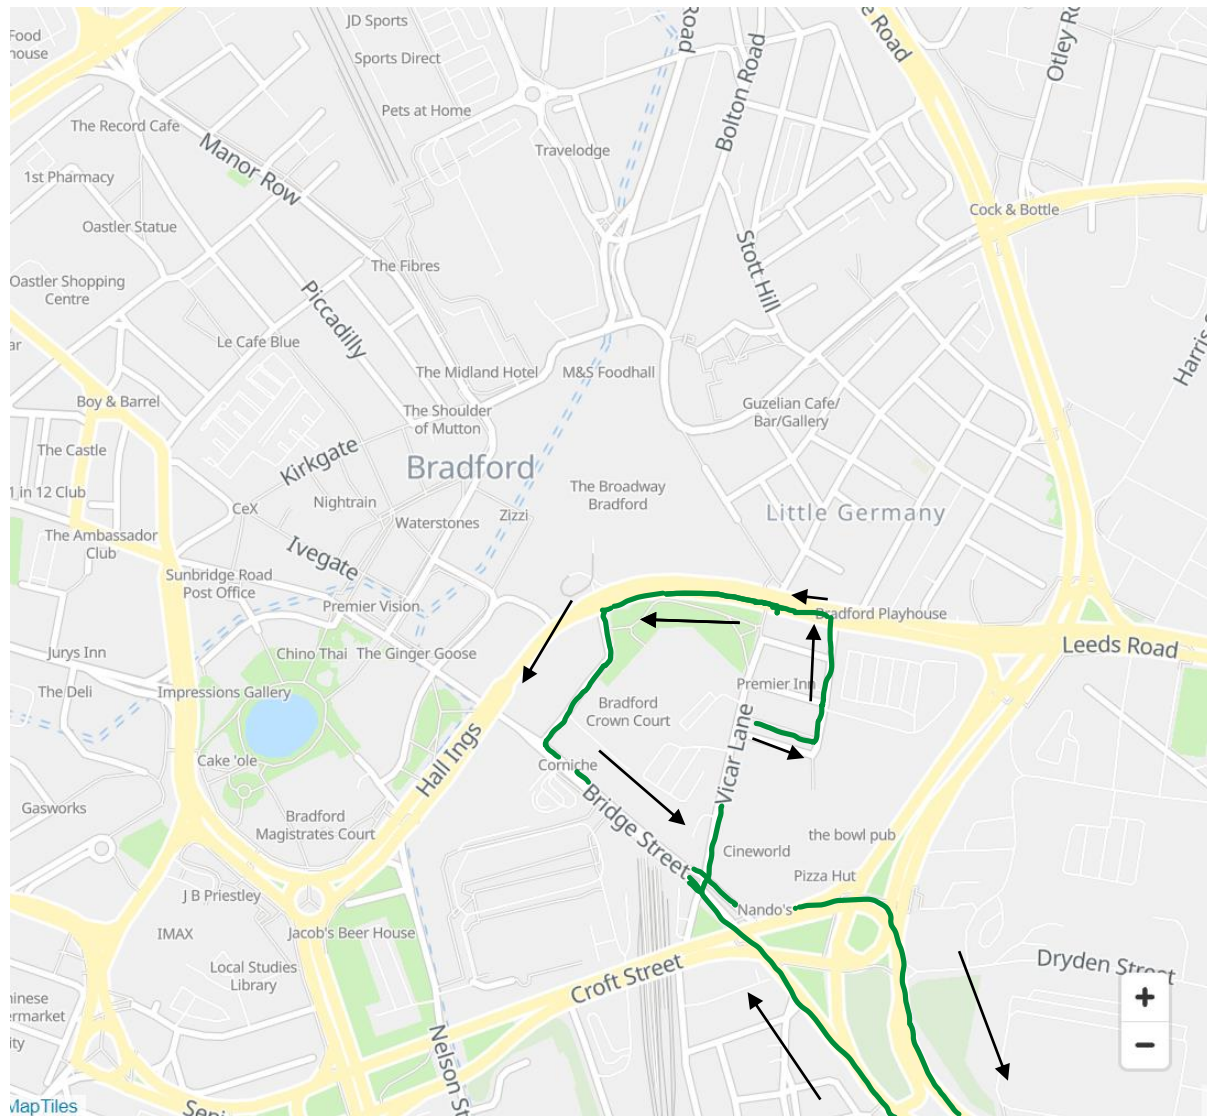 Food
house
JD Sports
Sports Direct
Road
e Road
Otley Ro
Bolton Road
Pets at Home
The Record Cafe
Travelodge
Manor Row
1st Pharmacy
Cock & Bottle
Oastler Statue
Stott Hill
The Fibres
Oastler Shopping
Centre
Piccadilly
Harris
ar
Le Cafe Blue
The Midland Hotel
M&S Foodhall
Boy & Barrel
The Shoulder
of Mutton
Guzelian Cafe/
Bar/Gallery
The Castle
Kirkgate
Bradford
1 in 12 Club
Nightrain
The Broadway
Bradford
CeX
Waterstones
Zizzi
Little Germany
The Ambassador
Club
Ivegate
Sunbridge Road
Post Office
Premier Vision
Bradford Playhouse
Jurys Inn
Chino Thai
The Ginger Goose
Leeds Road
The Deli
Impressions Gallery
Premier Inn
Bradford
Crown Court
Vicar Lane
Cake 'ole
Hall Ings
Corniche
Gasworks
Bradford
Magistrates Court
Bridge Street
the bowl pub
Cineworld
Pizza Hut
J B Priestley
Nando's
IMAX
Jacob's Beer House
Local Studies
Library
Croft Street
Dryden Street
+
hinese
ermarket
ity
−
Nelson St
MapTiles